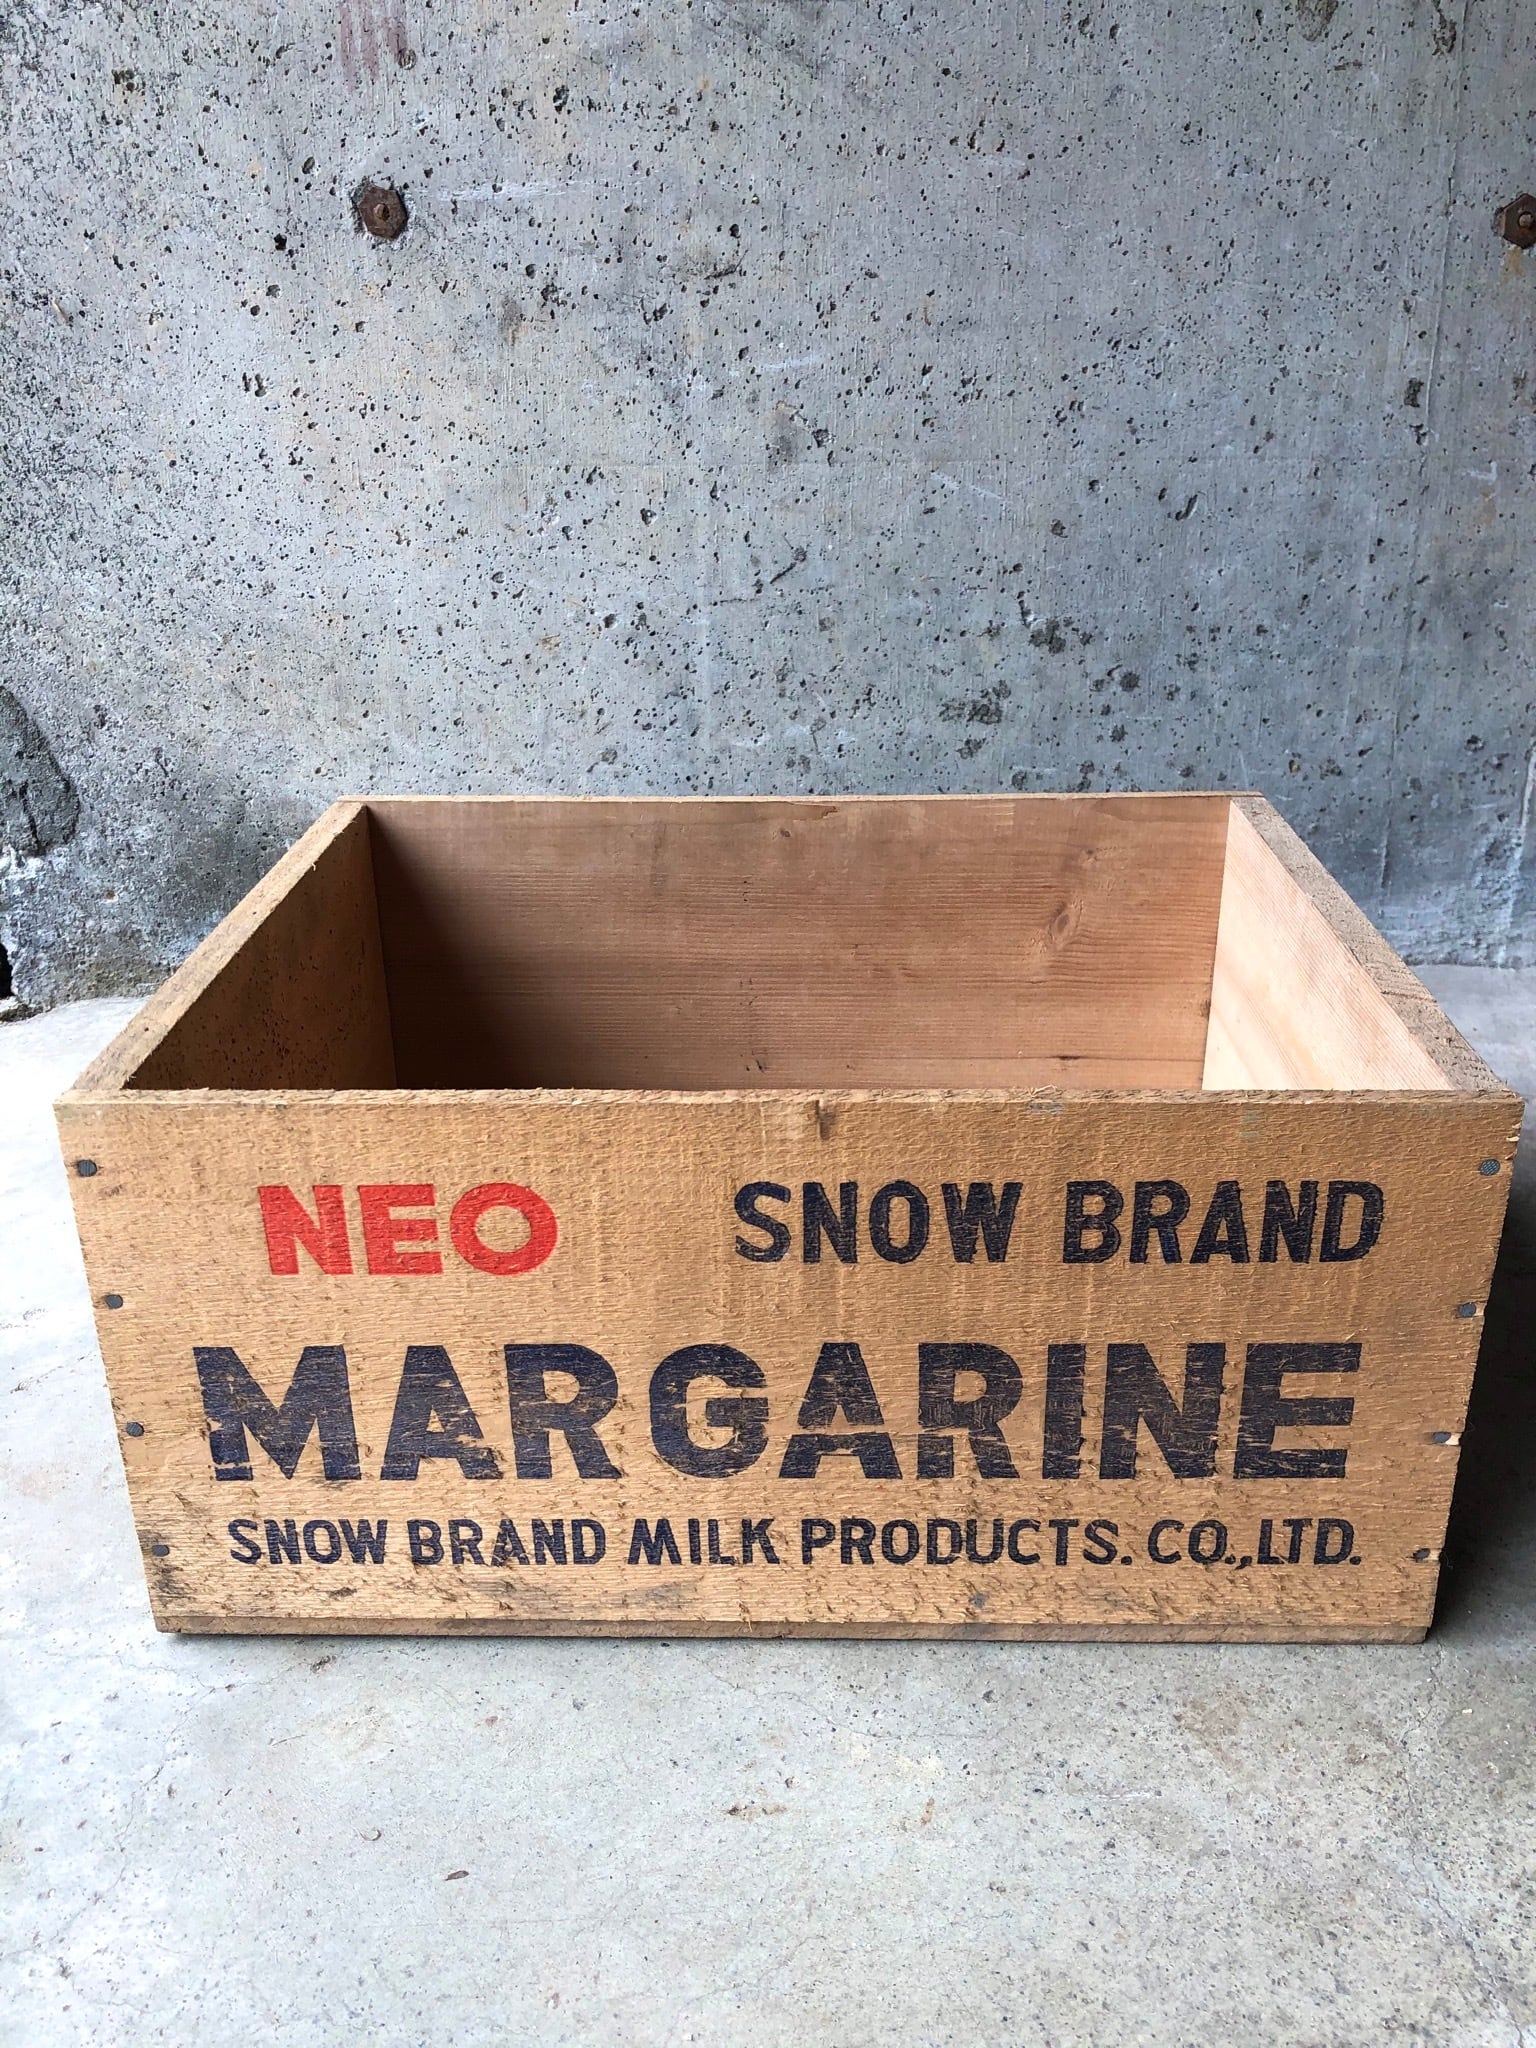 NEO SNOW BRAND
MARGARINE
SNOW BRAND MILK PRODUCTS. CO.,LTD.